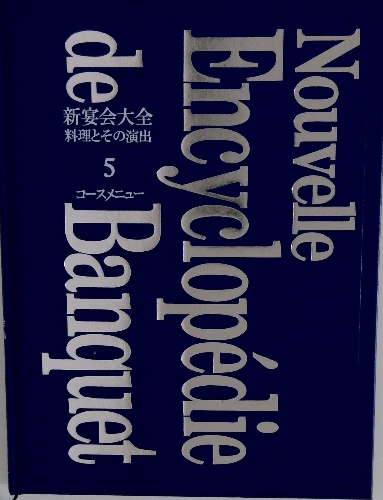 Nouvelle
Encyclopédie
de Banquet
新宴会大全
料理とその演出
5
コースメニュー